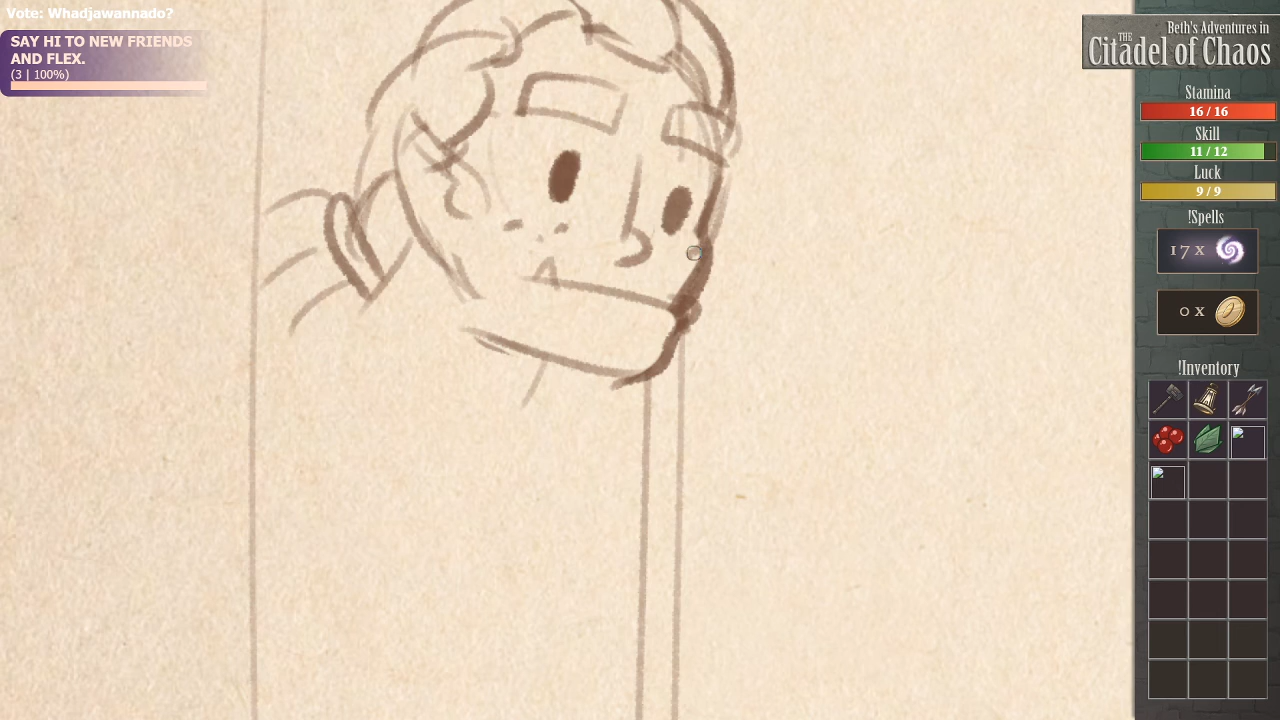 Vote: Whadjawannado?
SAY HI TO NEW FRIENDS
AND FLEX.
(3 | 100%)
Beth's Adventures in
THE
Citadel of Chaos
Stamina
16 / 16
Skill
11 / 12
Luck
9 / 9
!Spells
17 x
0 x
!Inventory